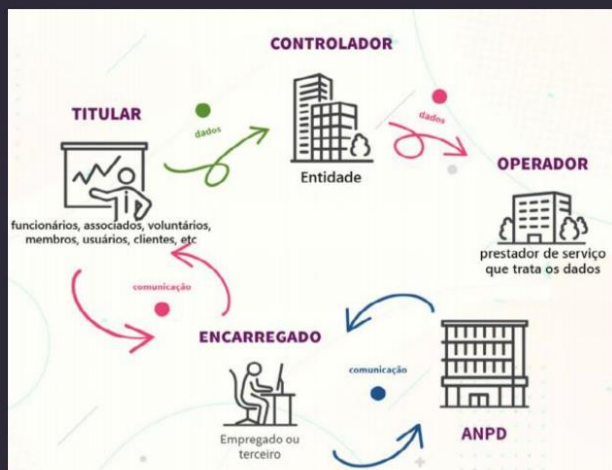 CONTROLADOR
TITULAR
dados
dados
Entidade
OPERADOR
funcionários, associados, voluntários,
membros, usuários, clientes, etc
prestador de serviço
que trata os dados
comunicação
ENCARREGADO
comunicação
Empregado ou
terceiro
ANPD